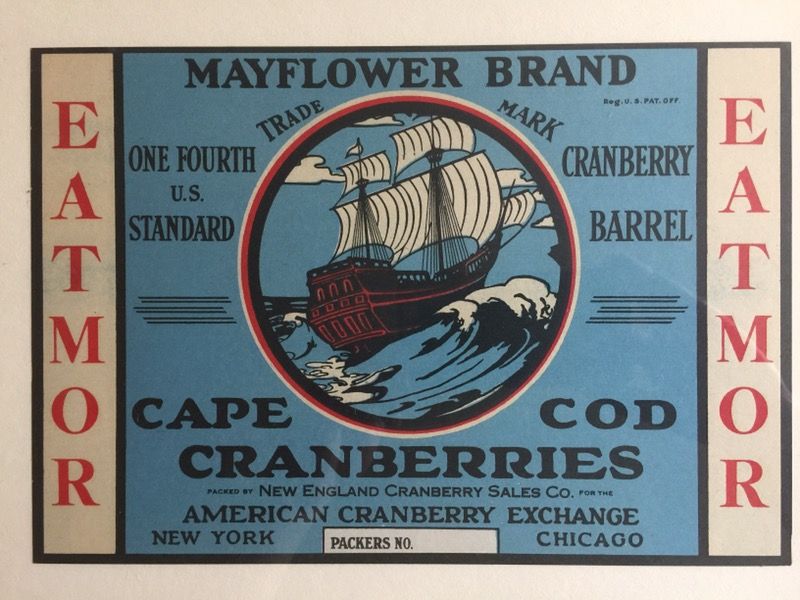 MAYFLOWER BRAND
Reg. U. S. PAT. OFF.
TRADE MARK
ONE FOURTH
U.S.
STANDARD
CRANBERRY
BARREL
EATMOR
EATMOR
CAPE COD
CRANBERRIES
PACKED BY NEW ENGLAND CRANBERRY SALES CO. FOR THE
AMERICAN CRANBERRY EXCHANGE
NEW YORK
PACKERS NO.
CHICAGO